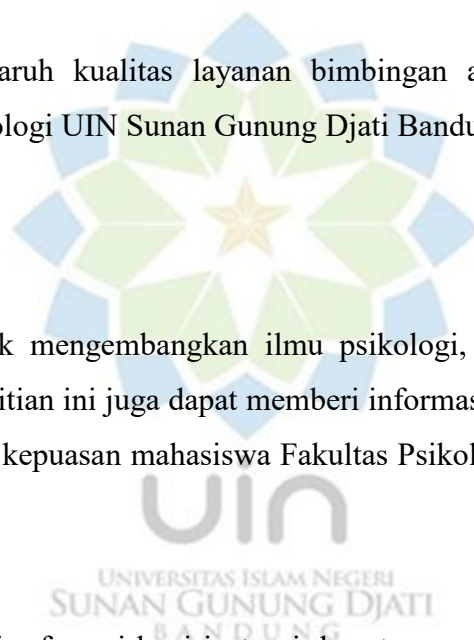 aruh kualitas layanan bimbingan a
ologi UIN Sunan Gunung Djati Bandu
k mengembangkan ilmu psikologi,
itian ini juga dapat memberi informas
kepuasan mahasiswa Fakultas Psikol
uin
UNIVERSITAS ISLAM NEGERI
SUNAN GUNUNG DJATI
BANDUNG